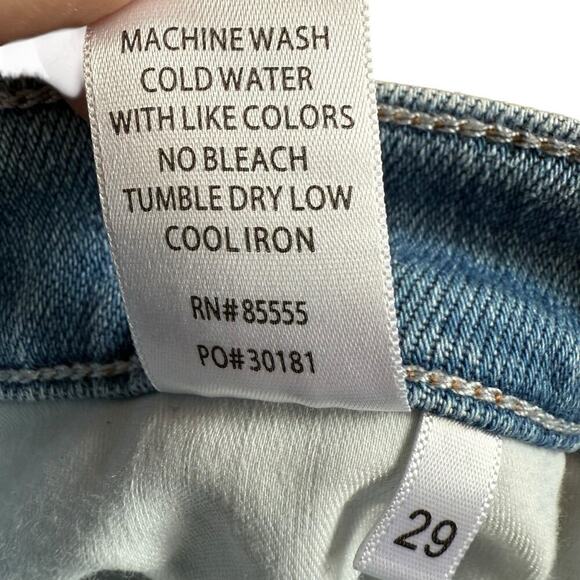 MACHINE WASH
COLD WATER
WITH LIKE COLORS
NO BLEACH
TUMBLE DRY LOW
COOL IRON
RN# 85555
PO# 30181
29